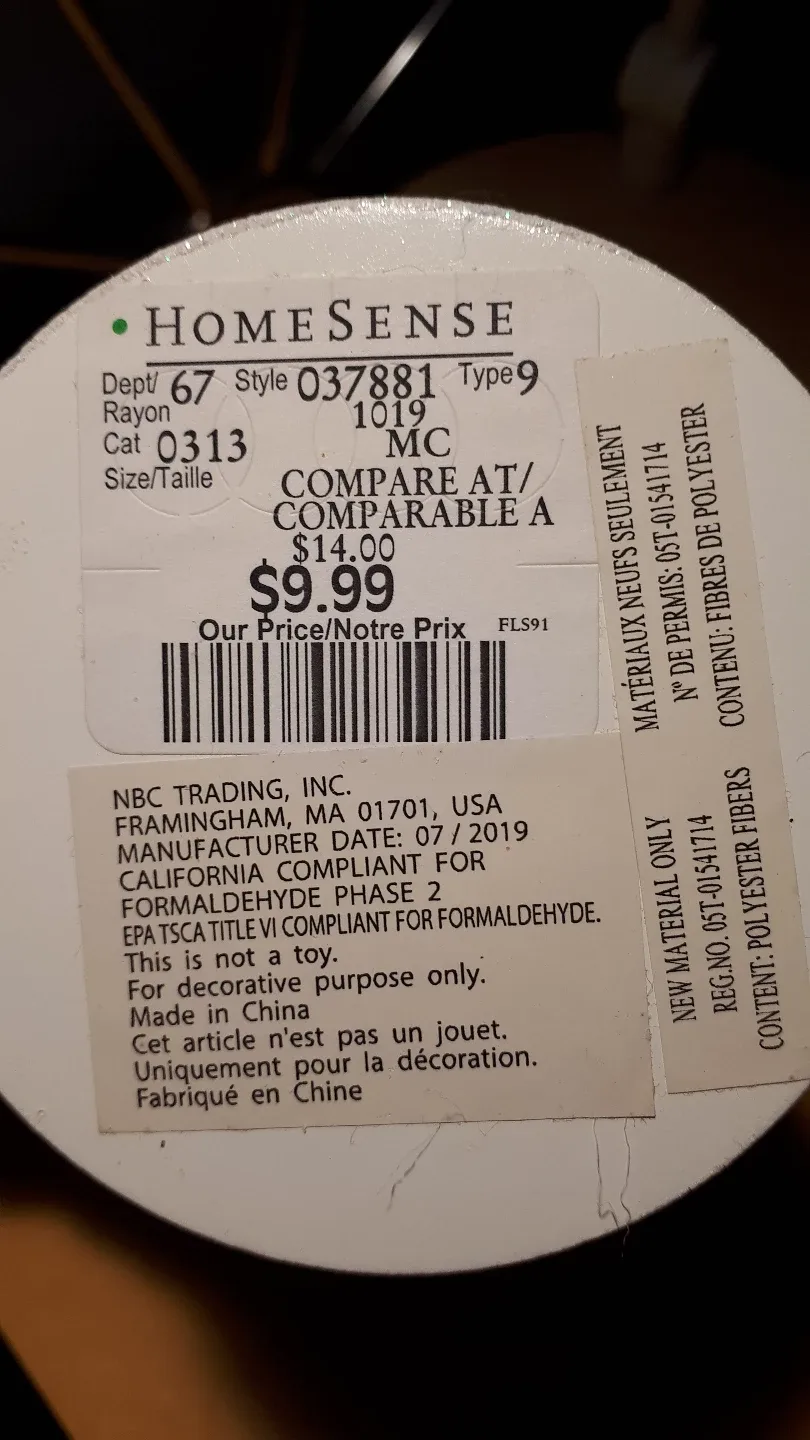 HOMESENSE
Dept/ 67 Style 037881 Type 9
Rayon 1019
Cat 0313 MC
Size/Taille COMPARE AT/
COMPARABLE A
$14.00
$9.99
Our Price/Notre Prix FLS91
NBC TRADING, INC.
FRAMINGHAM, MA 01701, USA
MANUFACTURER DATE: 07 / 2019
CALIFORNIA COMPLIANT FOR
FORMALDEHYDE PHASE 2
EPA TSCA TITLE VI COMPLIANT FOR FORMALDEHYDE.
This is not a toy.
For decorative purpose only.
Made in China
Cet article n'est pas un jouet.
Uniquement pour la décoration.
Fabriqué en Chine
MATÉRIAUX NEUFS SEULEMENT
Nº DE PERMIS: 05T-01541714
CONTENU: FIBRES DE POLYESTER
NEW MATERIAL ONLY
REG.NO. 05T-01541714
CONTENT: POLYESTER FIBERS